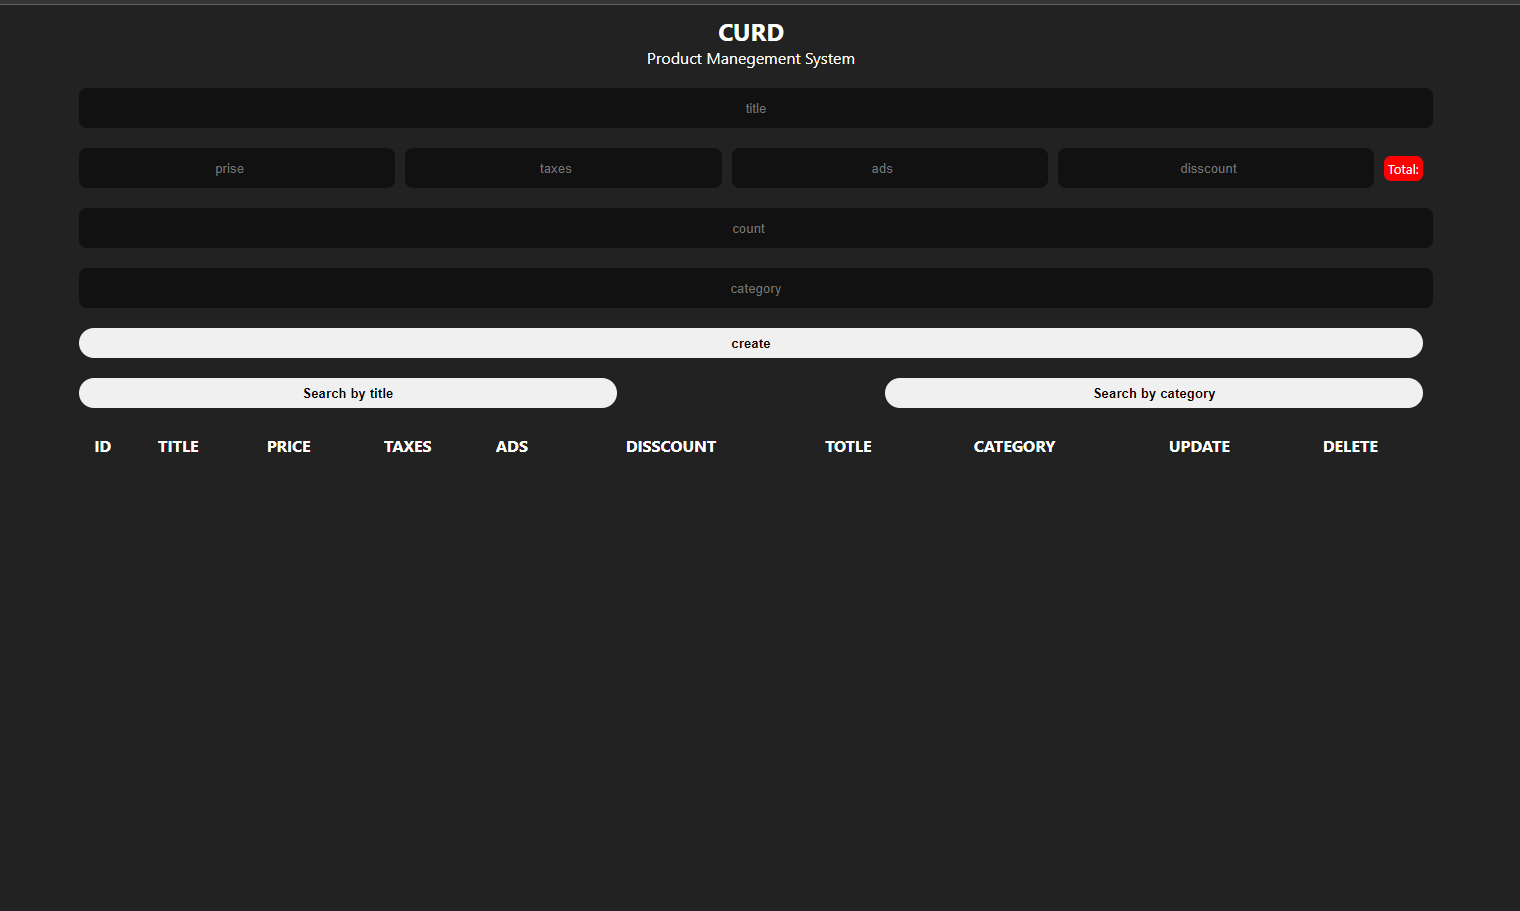 CURD
Product Manegement System
title
prise taxes ads disscount Total:
count
category
create
Search by title Search by category
ID TITLE PRICE TAXES ADS DISSCOUNT TOTLE CATEGORY UPDATE DELETE